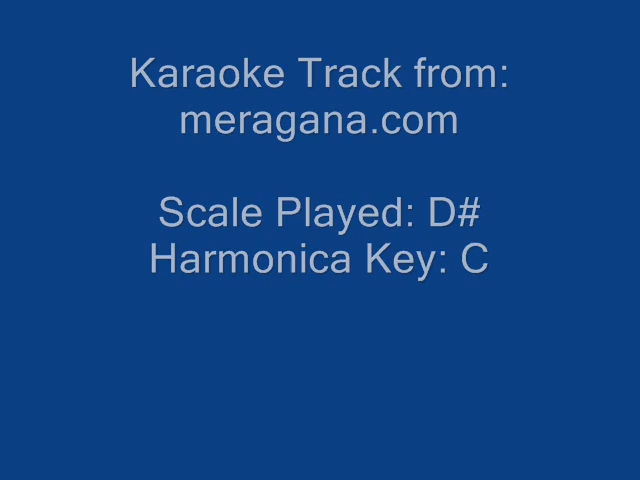 Karaoke Track from:
meragana.com
Scale Played: D#
Harmonica Key: C